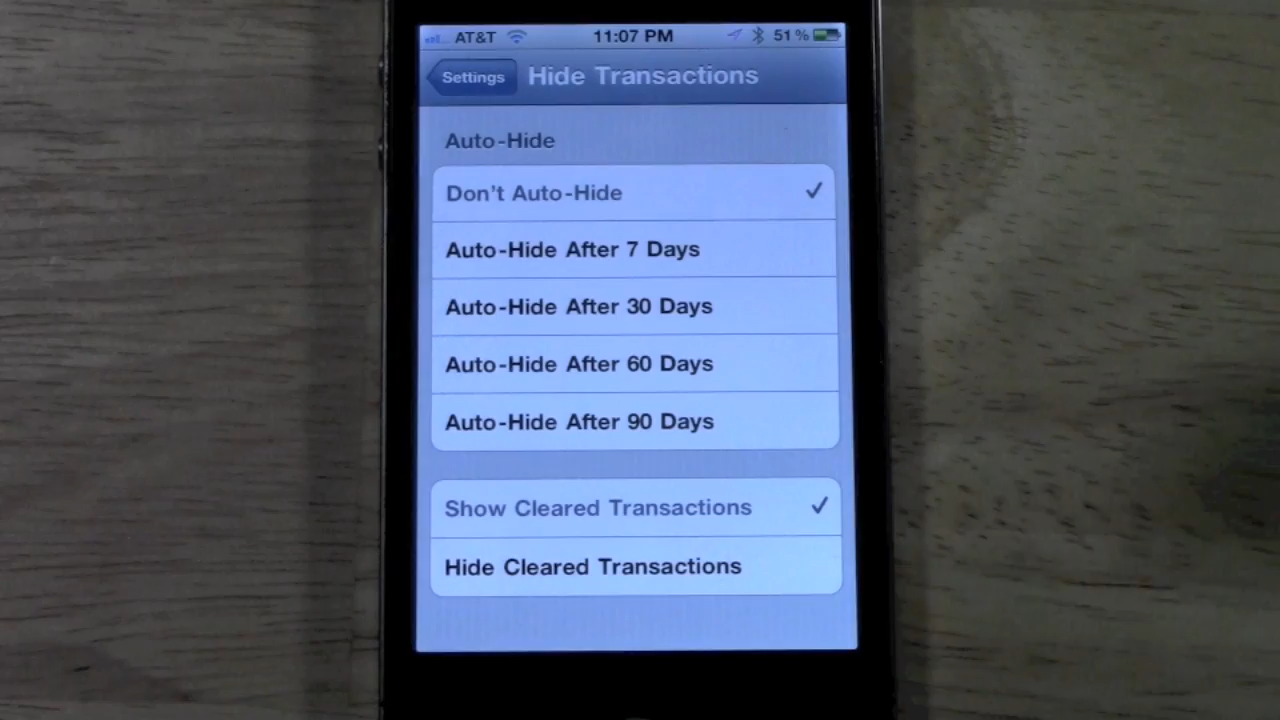 AT&T 11:07 PM 51%
Settings Hide Transactions
Auto-Hide
Don't Auto-Hide
Auto-Hide After 7 Days
Auto-Hide After 30 Days
Auto-Hide After 60 Days
Auto-Hide After 90 Days
Show Cleared Transactions
Hide Cleared Transactions